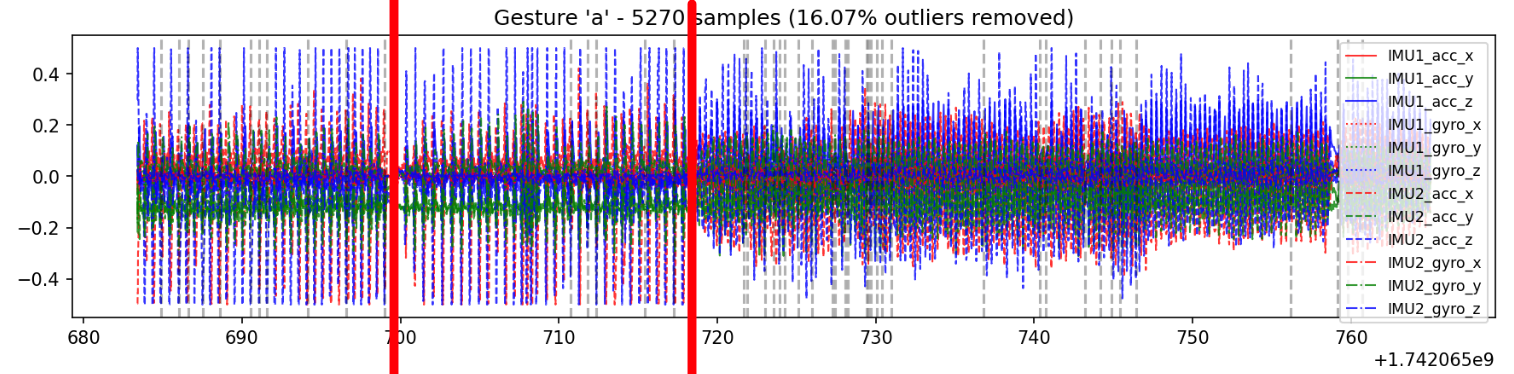 Gesture 'a' - 5270 samples (16.07% outliers removed)
0.4
0.2
0.0
−0.2
−0.4
IMU1_acc_x
IMU1_acc_y
IMU1_acc_z
IMU1_gyro_x
IMU1_gyro_y
IMU1_gyro_z
IMU2_acc_x
IMU2_acc_y
IMU2_acc_z
IMU2_gyro_x
IMU2_gyro_y
IMU2_gyro_z
680 690 700 710 720 730 740 750 760
+1.742065e9